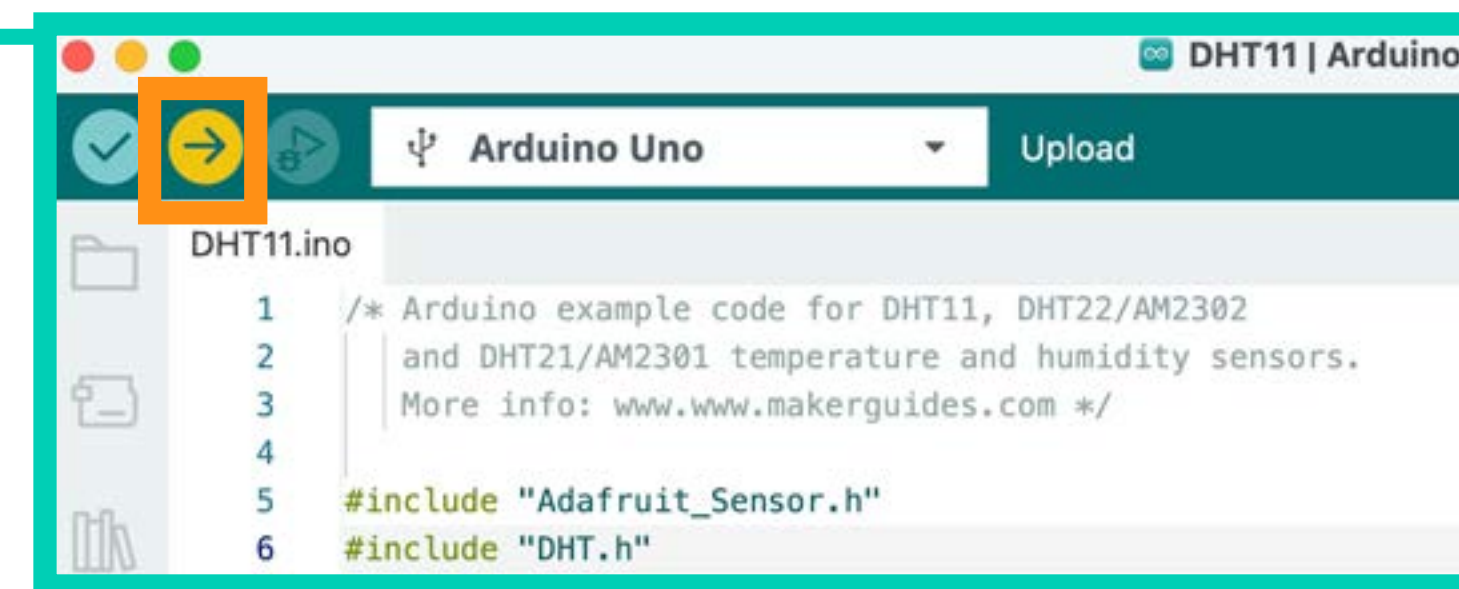 DHT11 | Arduino
Arduino Uno
Upload
DHT11.ino
1 /* Arduino example code for DHT11, DHT22/AM2302
2 and DHT21/AM2301 temperature and humidity sensors.
3 More info: www.www.makerguides.com */
4
5 #include "Adafruit_Sensor.h"
6 #include "DHT.h"